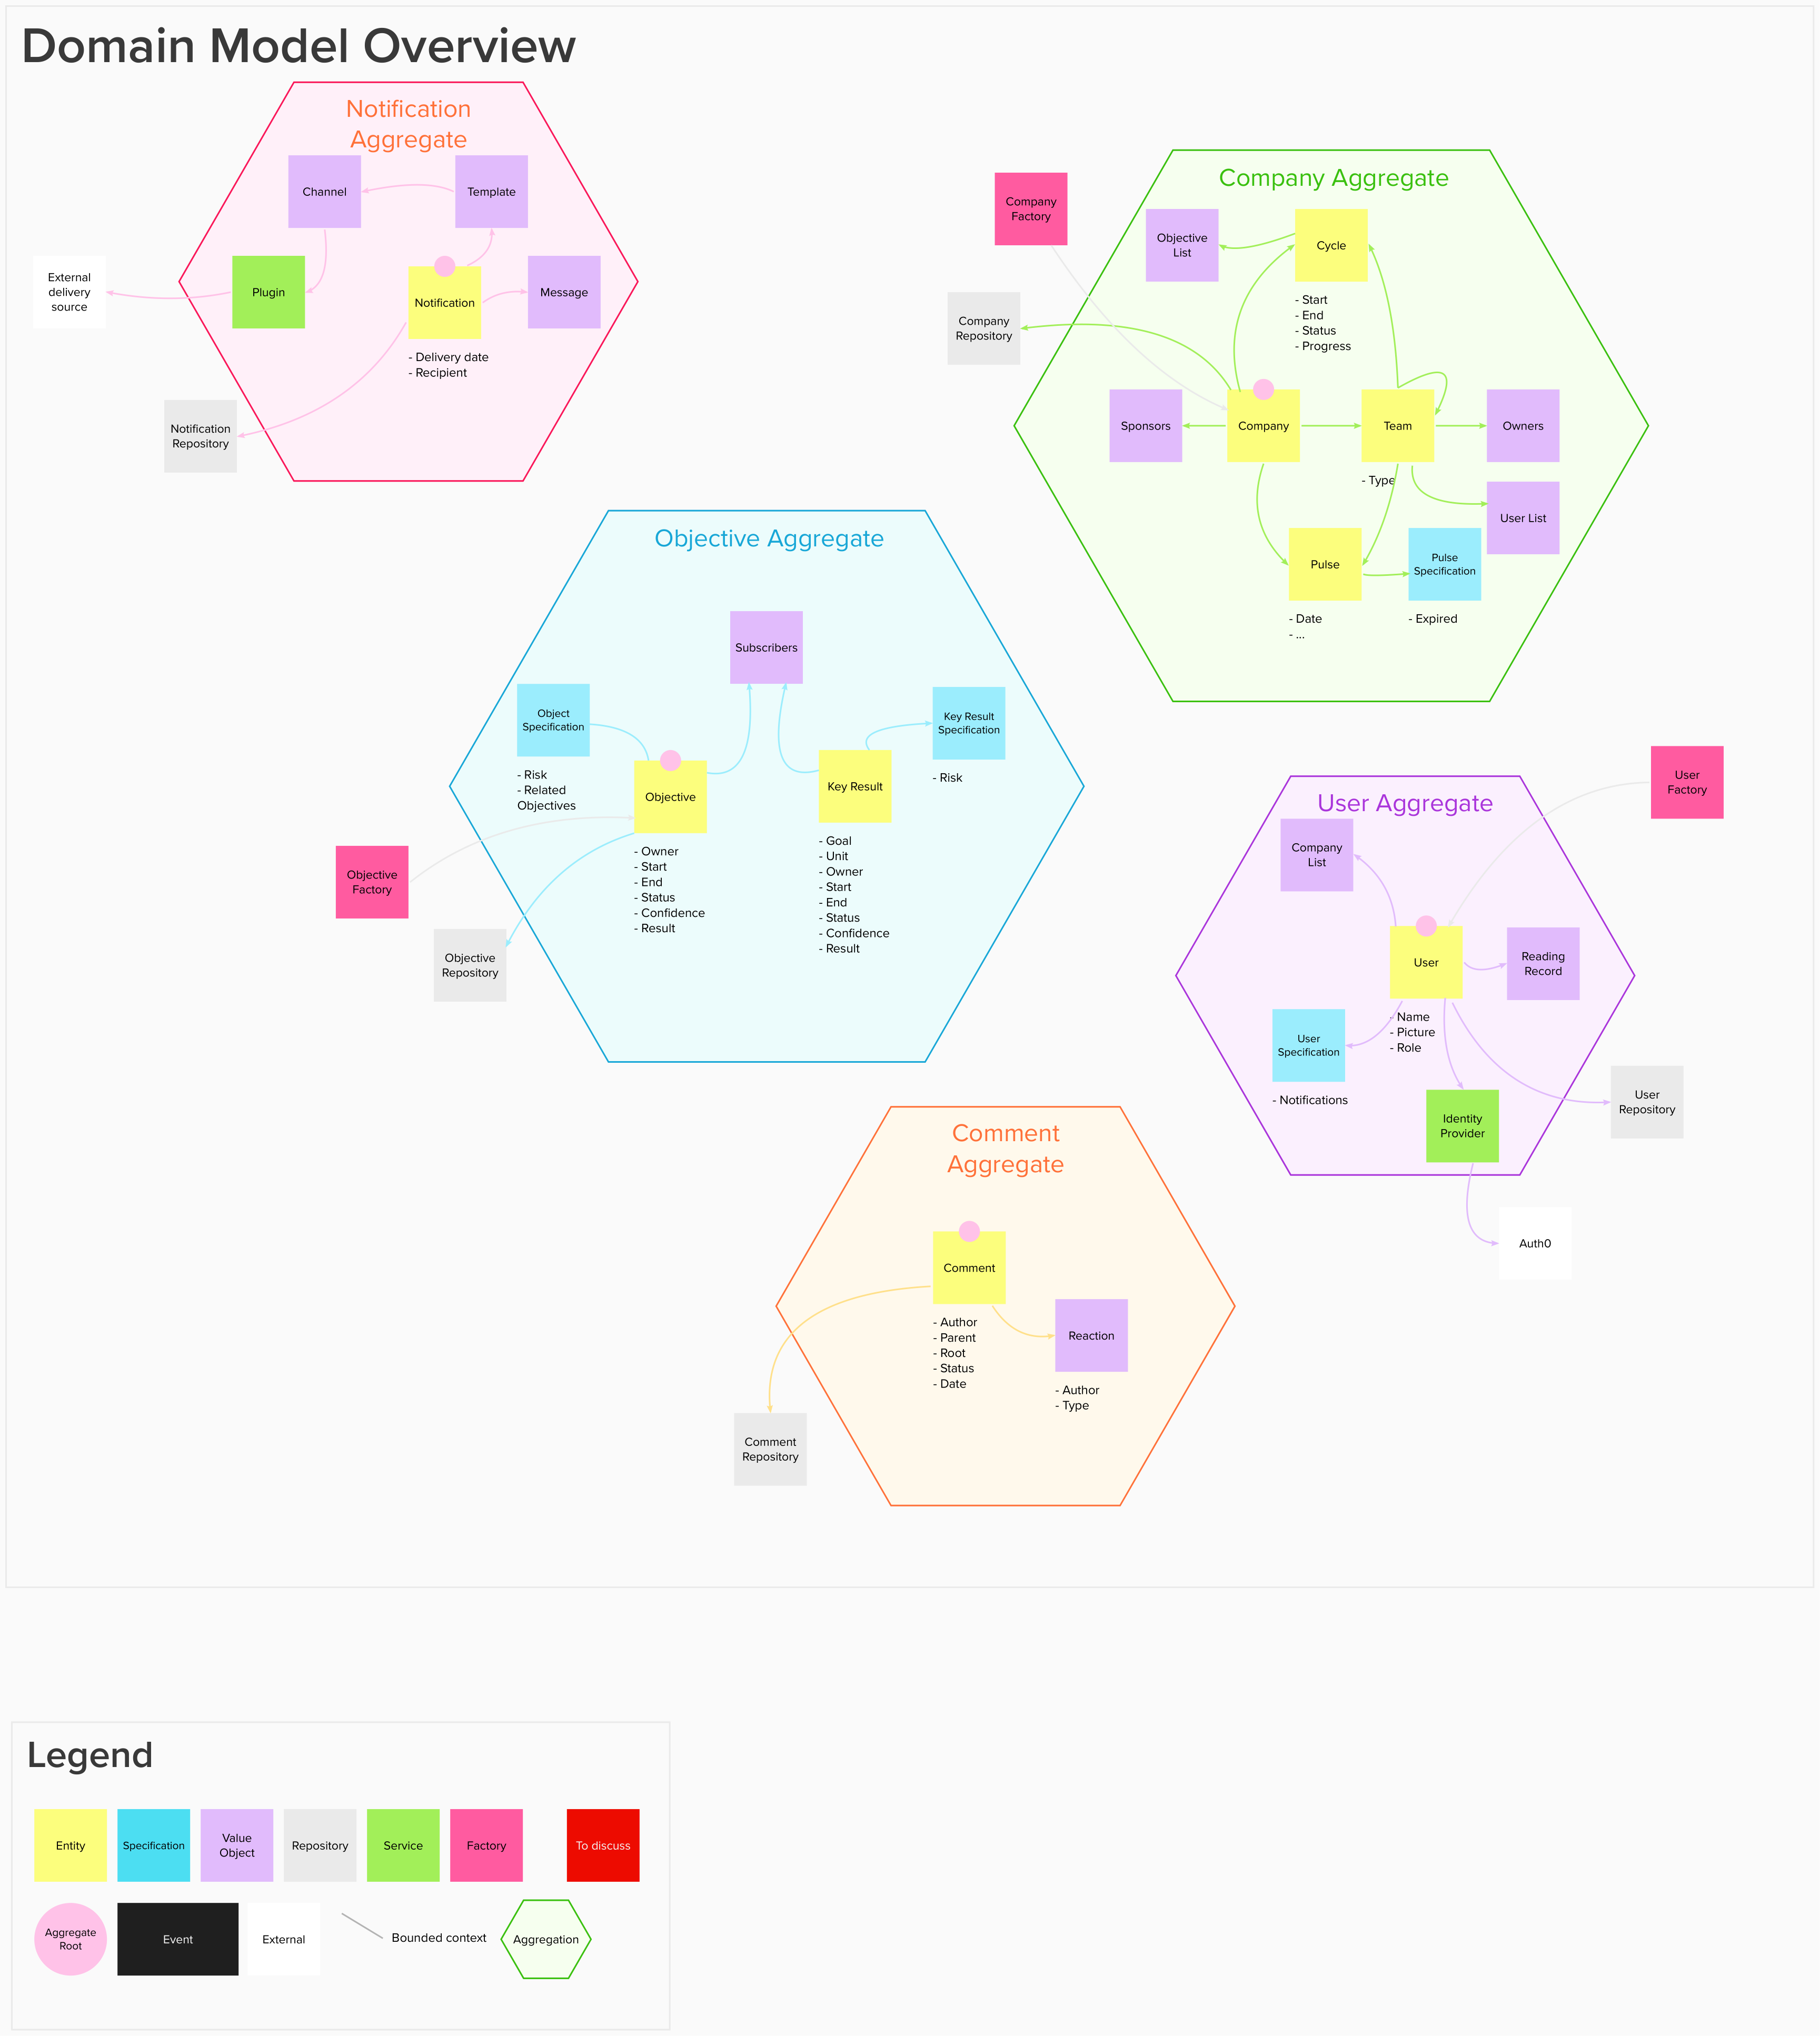 Domain Model Overview
Notification
Aggregate
Channel
Template
External
delivery
source
Plugin
Notification
Message
- Delivery date
- Recipient
Notification
Repository
Company Aggregate
Company
Factory
Objective
List
Cycle
- Start
- End
- Status
- Progress
Company
Repository
Sponsors
Company
Team
Owners
- Type
User List
Pulse
Pulse
Specification
- Date
- ...
- Expired
Objective Aggregate
Subscribers
Object
Specification
Key Result
Specification
- Risk
- Related
Objectives
Objective
Key Result
- Risk
Objective
Factory
- Owner
- Start
- End
- Status
- Confidence
- Result
- Goal
- Unit
- Owner
- Start
- End
- Status
- Confidence
- Result
Objective
Repository
User Aggregate
User
Factory
Company
List
User
Reading
Record
- Name
- Picture
- Role
User
Specification
- Notifications
Identity
Provider
User
Repository
Auth0
Comment
Aggregate
Comment
- Author
- Parent
- Root
- Status
- Date
Reaction
- Author
- Type
Comment
Repository
Legend
Entity
Specification
Value
Object
Repository
Service
Factory
To discuss
Aggregate
Root
Event
External
Bounded context
Aggregation